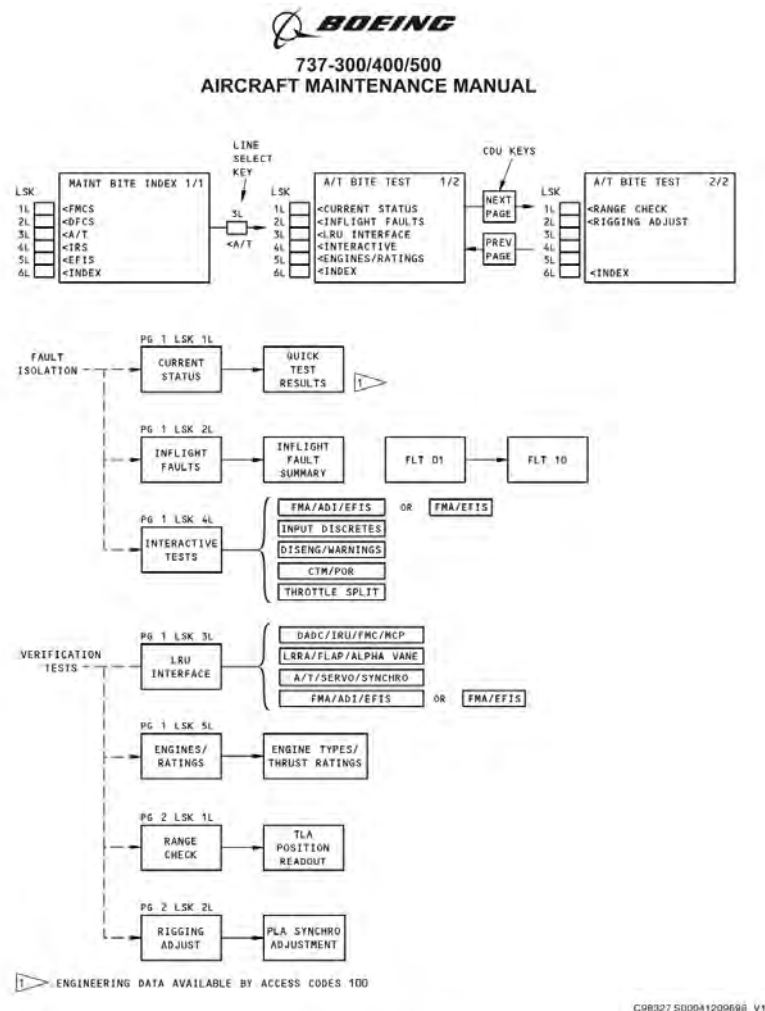 BOEING
737-300/400/500
AIRCRAFT MAINTENANCE MANUAL
LINE
SELECT
KEY
CDU KEYS
LSK
MAINT BITE INDEX 1/1
1L <FMCS
2L <DFCS
3L <A/T
4L <IRS
5L <EFIS
6L <INDEX
3L
<A/T
LSK
A/T BITE TEST 1/2
1L <CURRENT STATUS
2L <INFLIGHT FAULTS
3L <LRU INTERFACE
4L <INTERACTIVE
5L <ENGINES/RATINGS
6L <INDEX
NEXT
PAGE
PREV
PAGE
LSK
A/T BITE TEST 2/2
1L <RANGE CHECK
2L <RIGGING ADJUST
3L
4L
5L
6L <INDEX
FAULT
ISOLATION
PG 1 LSK 1L
CURRENT
STATUS
QUICK
TEST
RESULTS
1
PG 1 LSK 2L
INFLIGHT
FAULTS
INFLIGHT
FAULT
SUMMARY
FLT 01
FLT 10
PG 1 LSK 4L
INTERACTIVE
TESTS
FMA/ADI/EFIS OR FMA/EFIS
INPUT DISCRETES
DISENG/WARNINGS
CTM/POR
THROTTLE SPLIT
VERIFICATION
TESTS
PG 1 LSK 3L
LRU
INTERFACE
DADC/IRU/FMC/MCP
LRRA/FLAP/ALPHA VANE
A/T/SERVO/SYNCHRO
FMA/ADI/EFIS OR FMA/EFIS
PG 1 LSK 5L
ENGINES/
RATINGS
ENGINE TYPES/
THRUST RATINGS
PG 2 LSK 1L
RANGE
CHECK
TLA
POSITION
READOUT
PG 2 LSK 2L
RIGGING
ADJUST
PLA SYNCHRO
ADJUSTMENT
1 ENGINEERING DATA AVAILABLE BY ACCESS CODES 100
C98327 S00041209698 V1